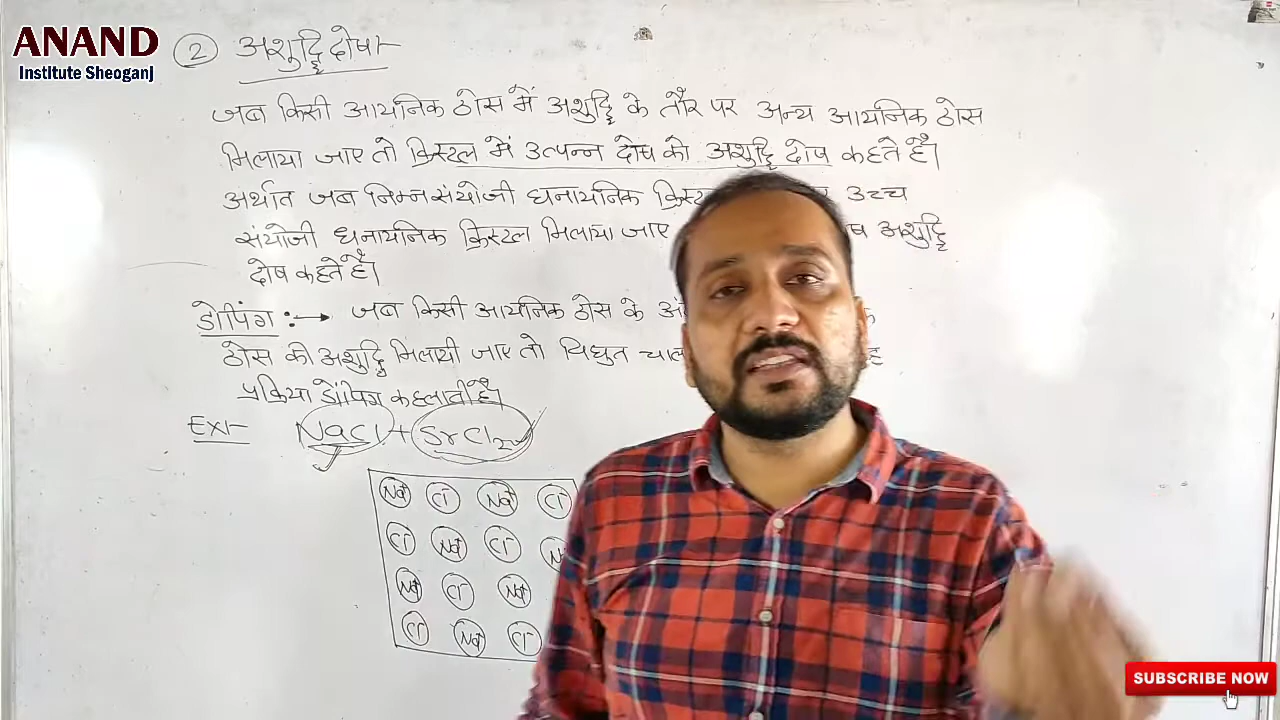 ANAND
Institute Sheoganj
② अशुद्धि दोष:-
जब किसी आयनिक ठोस में अशुद्धि के तौर पर अन्य आयनिक ठोस
मिलाया जाए तो क्रिस्टल में उत्पन्न दोष को अशुद्धि दोष कहते हैं।
अर्थात जब निम्नसंयोजी धनायनिक उच्च
संयोजी धनायनिक क्रिस्टल मिलाया जाए अशुद्धि
दोष कहते हैं।
डोपिंग :→ जब किसी आयनिक ठोस के
ठोस की अशुद्धि मिलायी जाए तो विधुत
प्रक्रिया डोपिंग कहलाती है।
Ex:- NaCl + SrCl₂
Na⁺ Cl⁻ Na⁺ Cl⁻
Cl⁻ Na⁺ Cl⁻
Na⁺ Cl⁻ Na⁺
Cl⁻ Na⁺ Cl⁻
SUBSCRIBE NOW